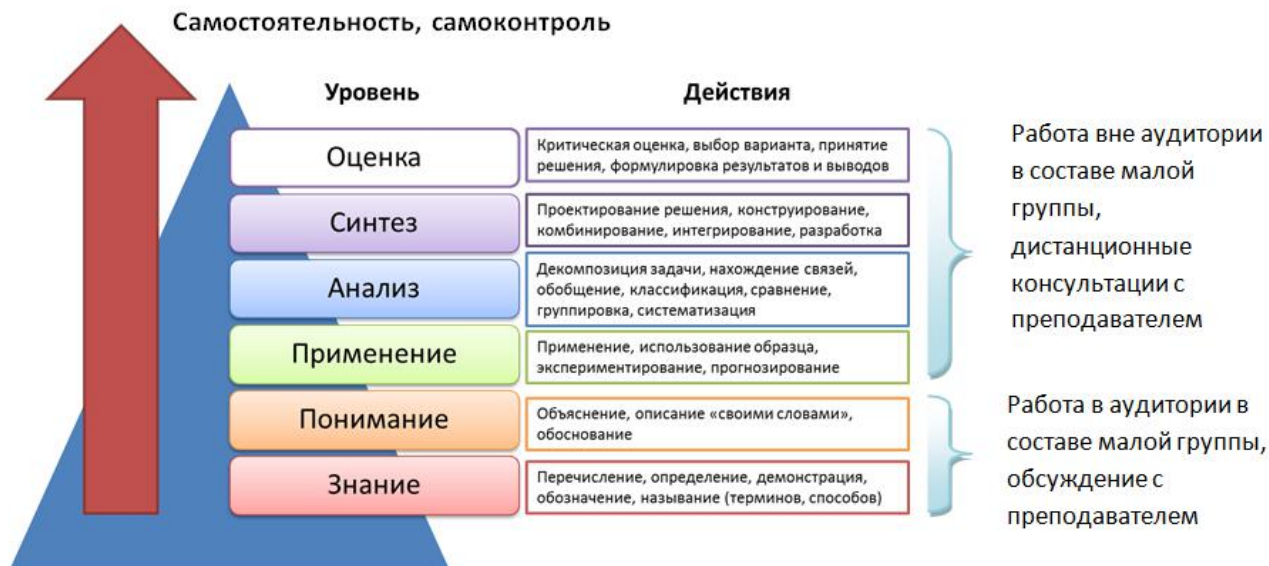 Самостоятельность, самоконтроль
Уровень
Действия
Оценка
Критическая оценка, выбор варианта, принятие
решения, формулировка результатов и выводов
Синтез
Проектирование решения, конструирование,
комбинирование, интегрирование, разработка
Анализ
Декомпозиция задачи, нахождение связей,
обобщение, классификация, сравнение,
группировка, систематизация
Применение
Применение, использование образца,
экспериментирование, прогнозирование
Понимание
Объяснение, описание «своими словами»,
обоснование
Знание
Перечисление, определение, демонстрация,
обозначение, называние (терминов, способов)
Работа вне аудитории
в составе малой
группы,
дистанционные
консультации с
преподавателем
Работа в аудитории в
составе малой группы,
обсуждение с
преподавателем